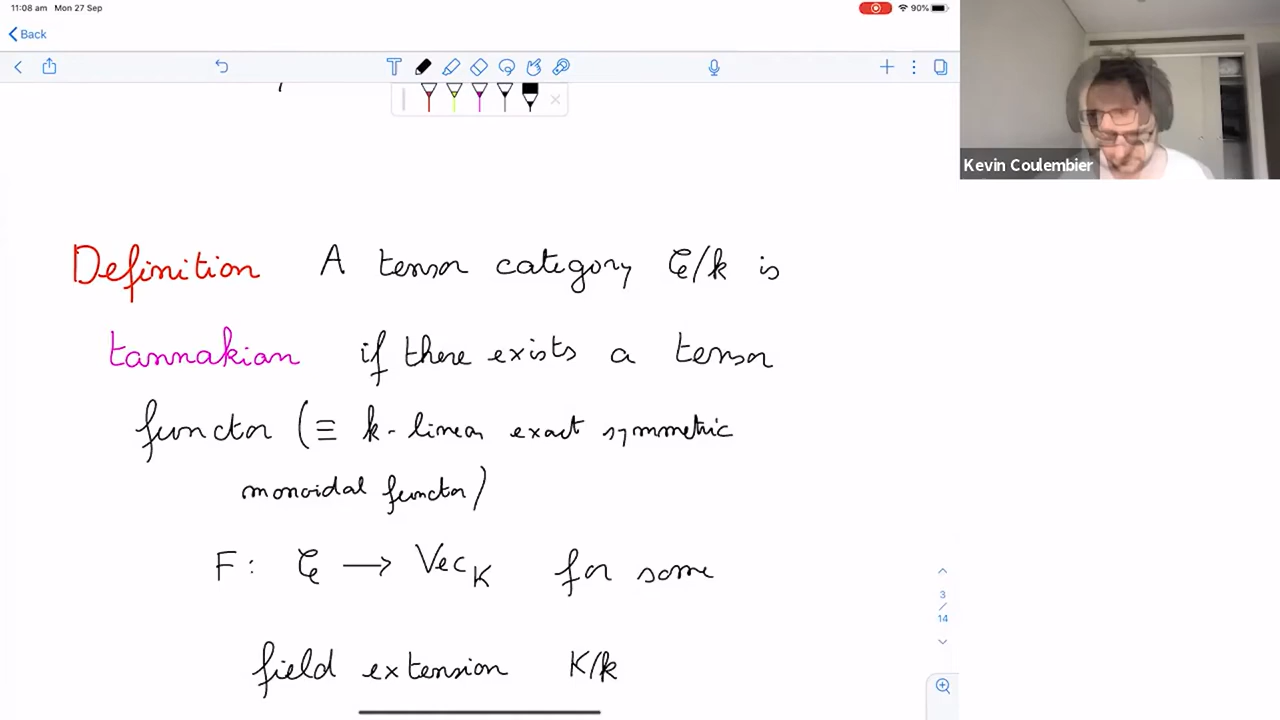 11:08 am Mon 27 Sep
90%
Back
Kevin Coulembier
Definition A tensor category 𝒞/k is
tannakian if there exists a tensor
functor (≡ k-linear exact symmetric
monoidal functor)
F: 𝒞 → Vec_K for some
field extension K/k
3
/
14